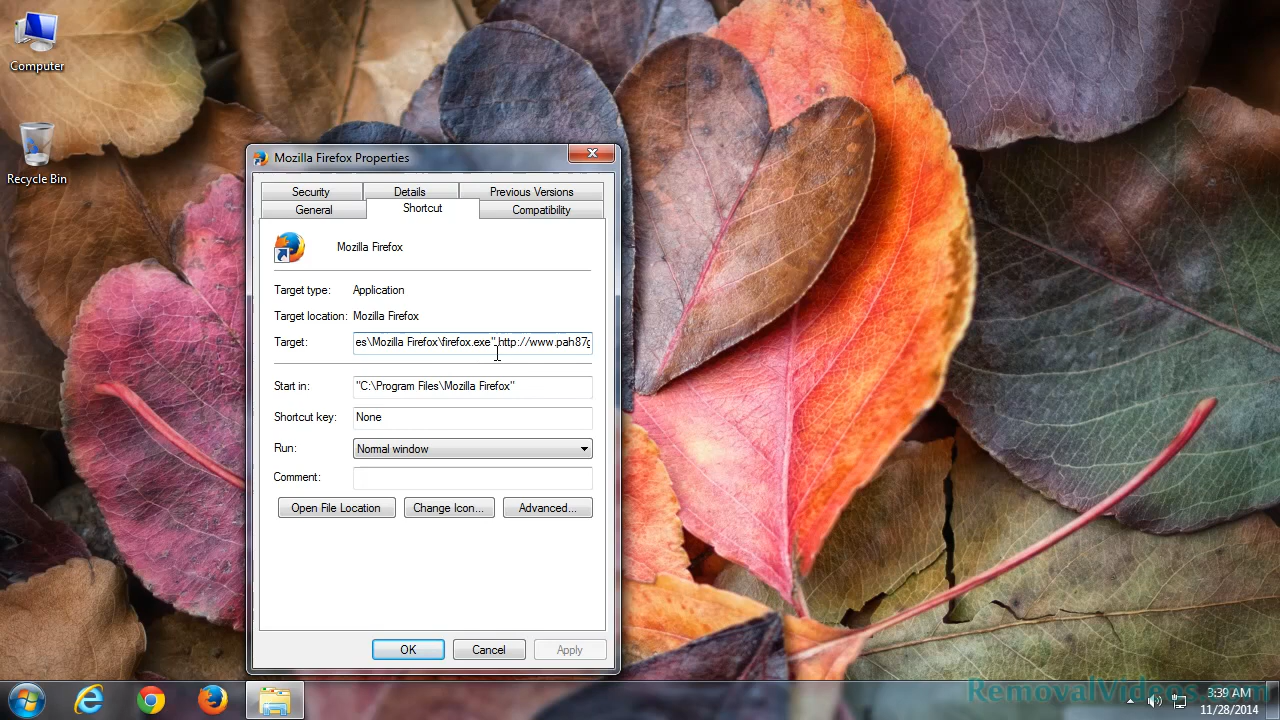 Computer
Recycle Bin
Mozilla Firefox Properties
Security
Details
Previous Versions
General
Shortcut
Compatibility
Mozilla Firefox
Target type: Application
Target location: Mozilla Firefox
Target: es\Mozilla Firefox\firefox.exe" http://www.pah87g
Start in: "C:\Program Files\Mozilla Firefox"
Shortcut key: None
Run: Normal window
Comment:
Open File Location
Change Icon...
Advanced...
OK
Cancel
Apply
RemovalVideos.com
3:39 AM
11/28/2014